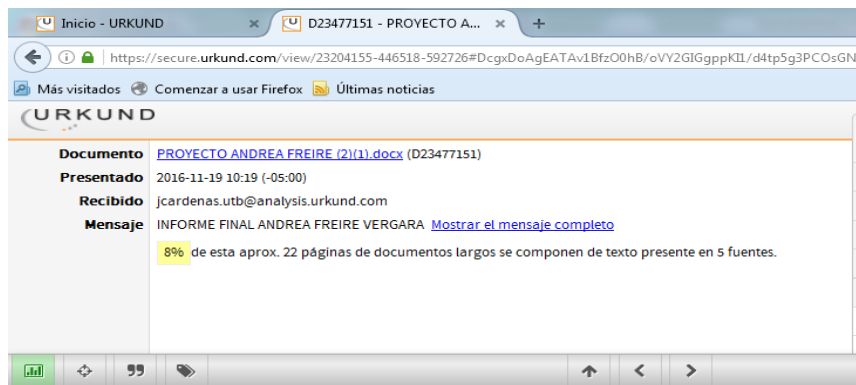 Inicio - URKUND × D23477151 - PROYECTO A... × +
https://secure.urkund.com/view/23204155-446518-592726#
Más visitados Comenzar a usar Firefox Últimas noticias
URKUND
Documento PROYECTO ANDREA FREIRE (2)(1).docx (D23477151)
Presentado 2016-11-19 10:19 (-05:00)
Recibido jcardenas.utb@analysis.urkund.com
Mensaje INFORME FINAL ANDREA FREIRE VERGARA Mostrar el mensaje completo
8% de esta aprox. 22 páginas de documentos largos se componen de texto presente en 5 fuentes.